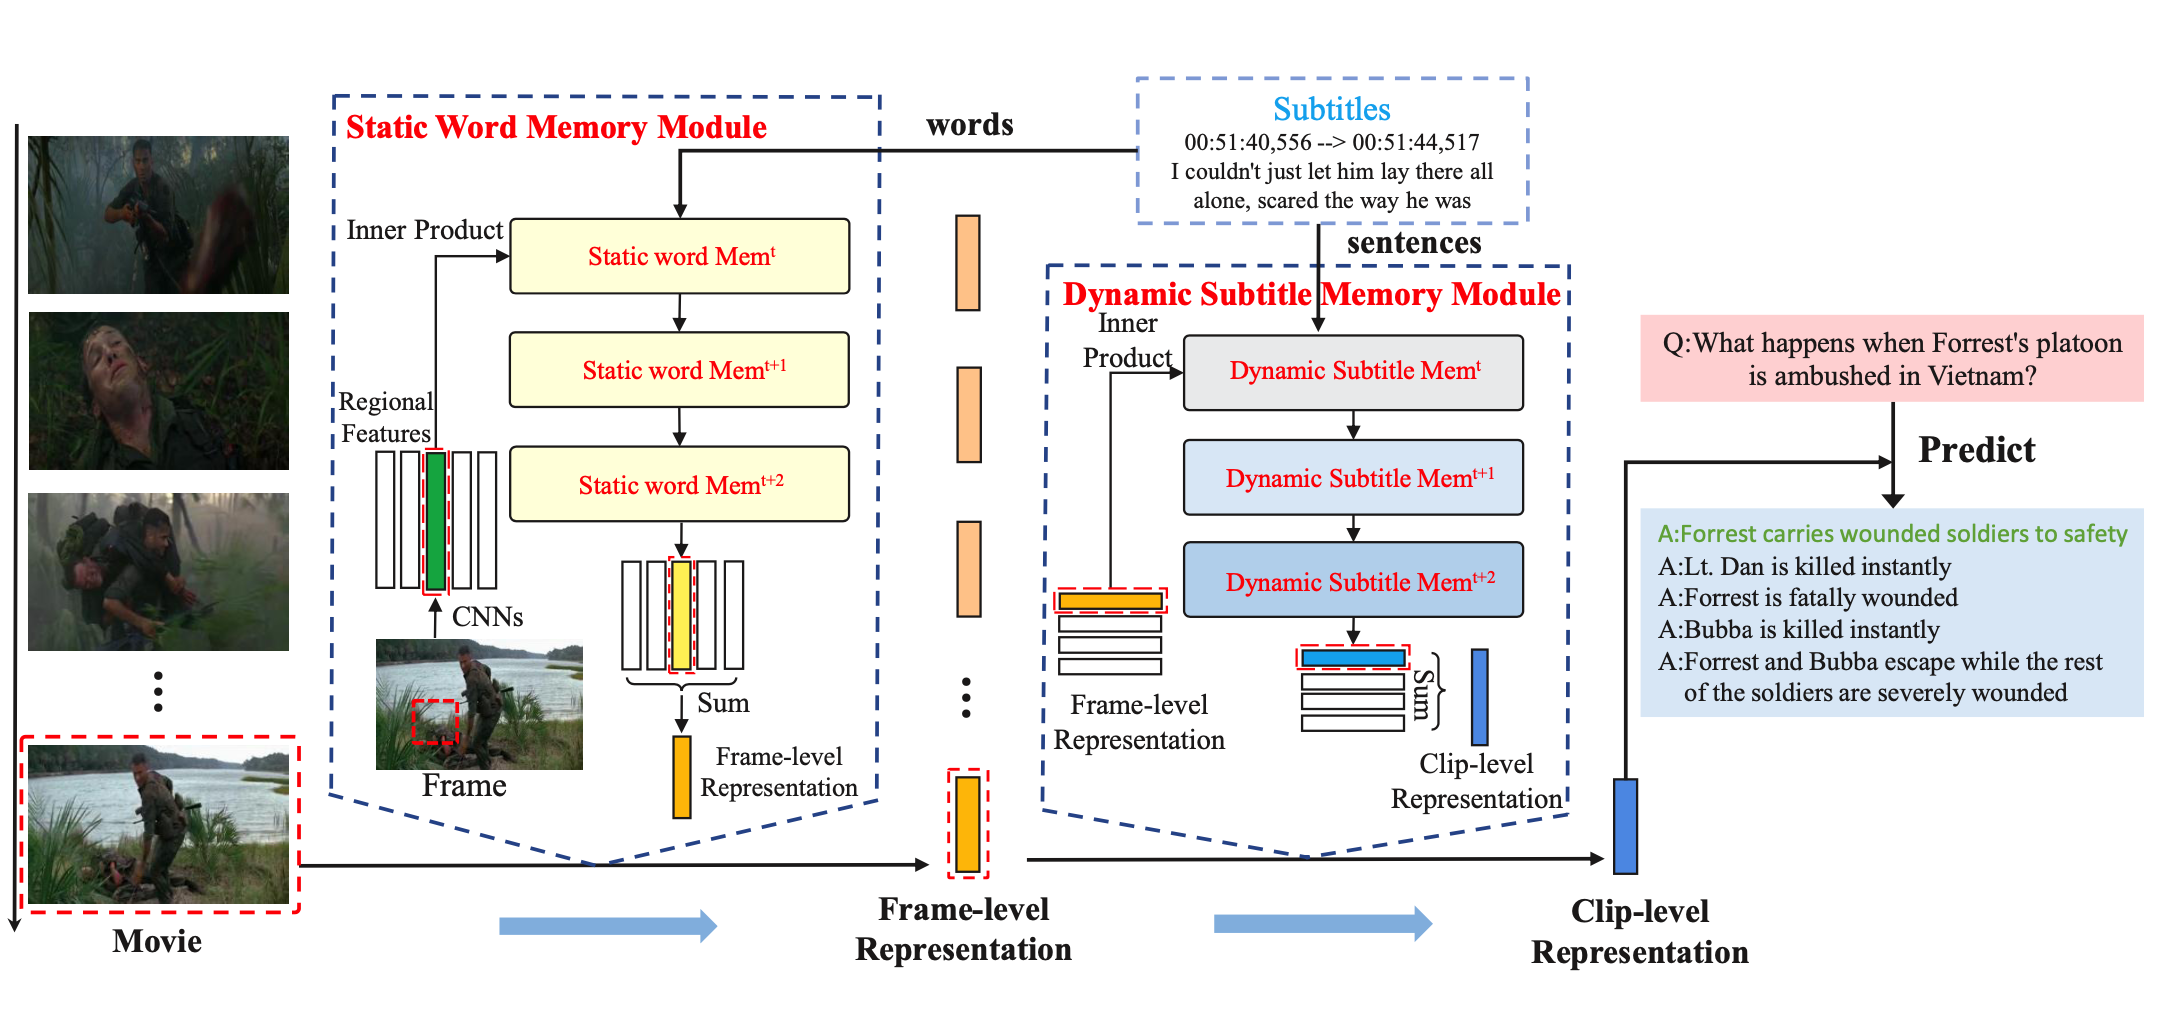 Subtitles
00:51:40,556 --> 00:51:44,517
I couldn't just let him lay there all
alone, scared the way he was
words
sentences
Static Word Memory Module
Inner Product
Static word Mem^t
Static word Mem^t+1
Static word Mem^t+2
Regional
Features
CNNs
Frame
Sum
Frame-level
Representation
Dynamic Subtitle Memory Module
Inner
Product
Dynamic Subtitle Mem^t
Dynamic Subtitle Mem^t+1
Dynamic Subtitle Mem^t+2
Frame-level
Representation
Sum
Clip-level
Representation
Q:What happens when Forrest's platoon
is ambushed in Vietnam?
Predict
A:Forrest carries wounded soldiers to safety
A:Lt. Dan is killed instantly
A:Forrest is fatally wounded
A:Bubba is killed instantly
A:Forrest and Bubba escape while the rest
of the soldiers are severely wounded
Movie
Frame-level
Representation
Clip-level
Representation